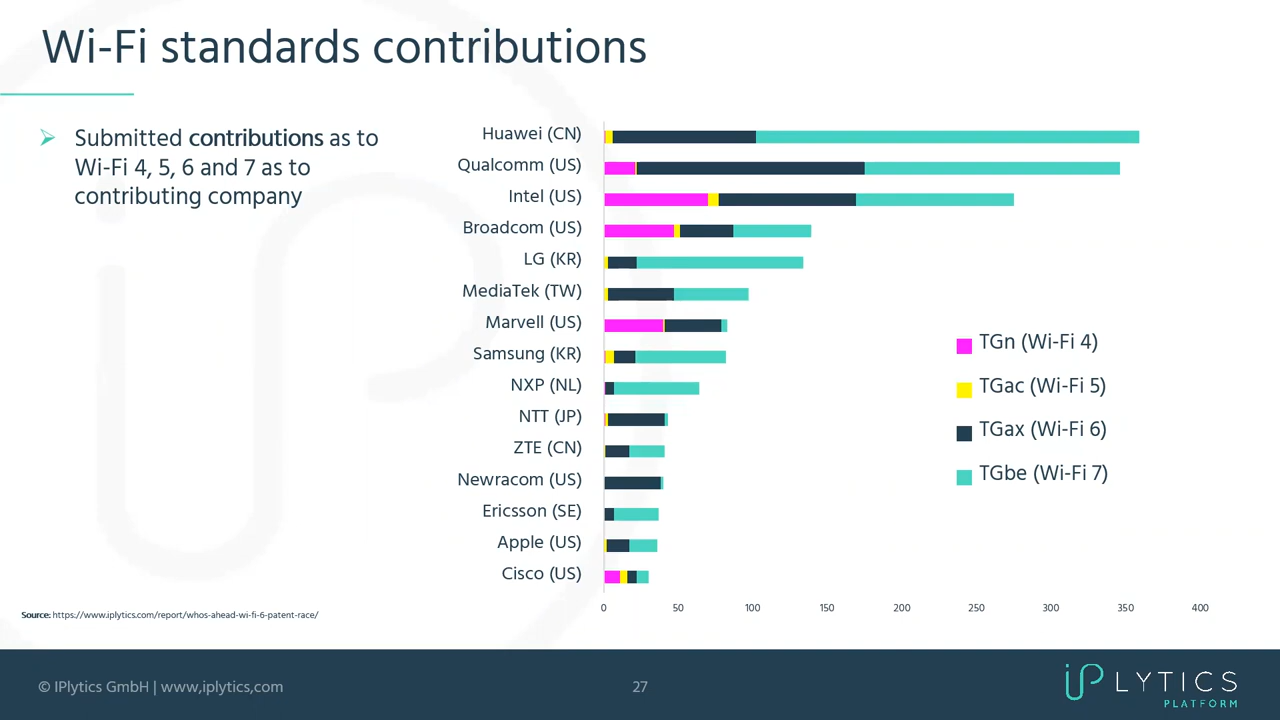 Wi-Fi standards contributions
Submitted contributions as to
Wi-Fi 4, 5, 6 and 7 as to
contributing company
Huawei (CN)
Qualcomm (US)
Intel (US)
Broadcom (US)
LG (KR)
MediaTek (TW)
Marvell (US)
Samsung (KR)
NXP (NL)
NTT (JP)
ZTE (CN)
Newracom (US)
Ericsson (SE)
Apple (US)
Cisco (US)
0 50 100 150 200 250 300 350 400
TGn (Wi-Fi 4)
TGac (Wi-Fi 5)
TGax (Wi-Fi 6)
TGbe (Wi-Fi 7)
Source: https://www.iplytics.com/report/whos-ahead-wi-fi-6-patent-race/
© IPlytics GmbH | www,iplytics,com
27
iPLYTICS
PLATFORM